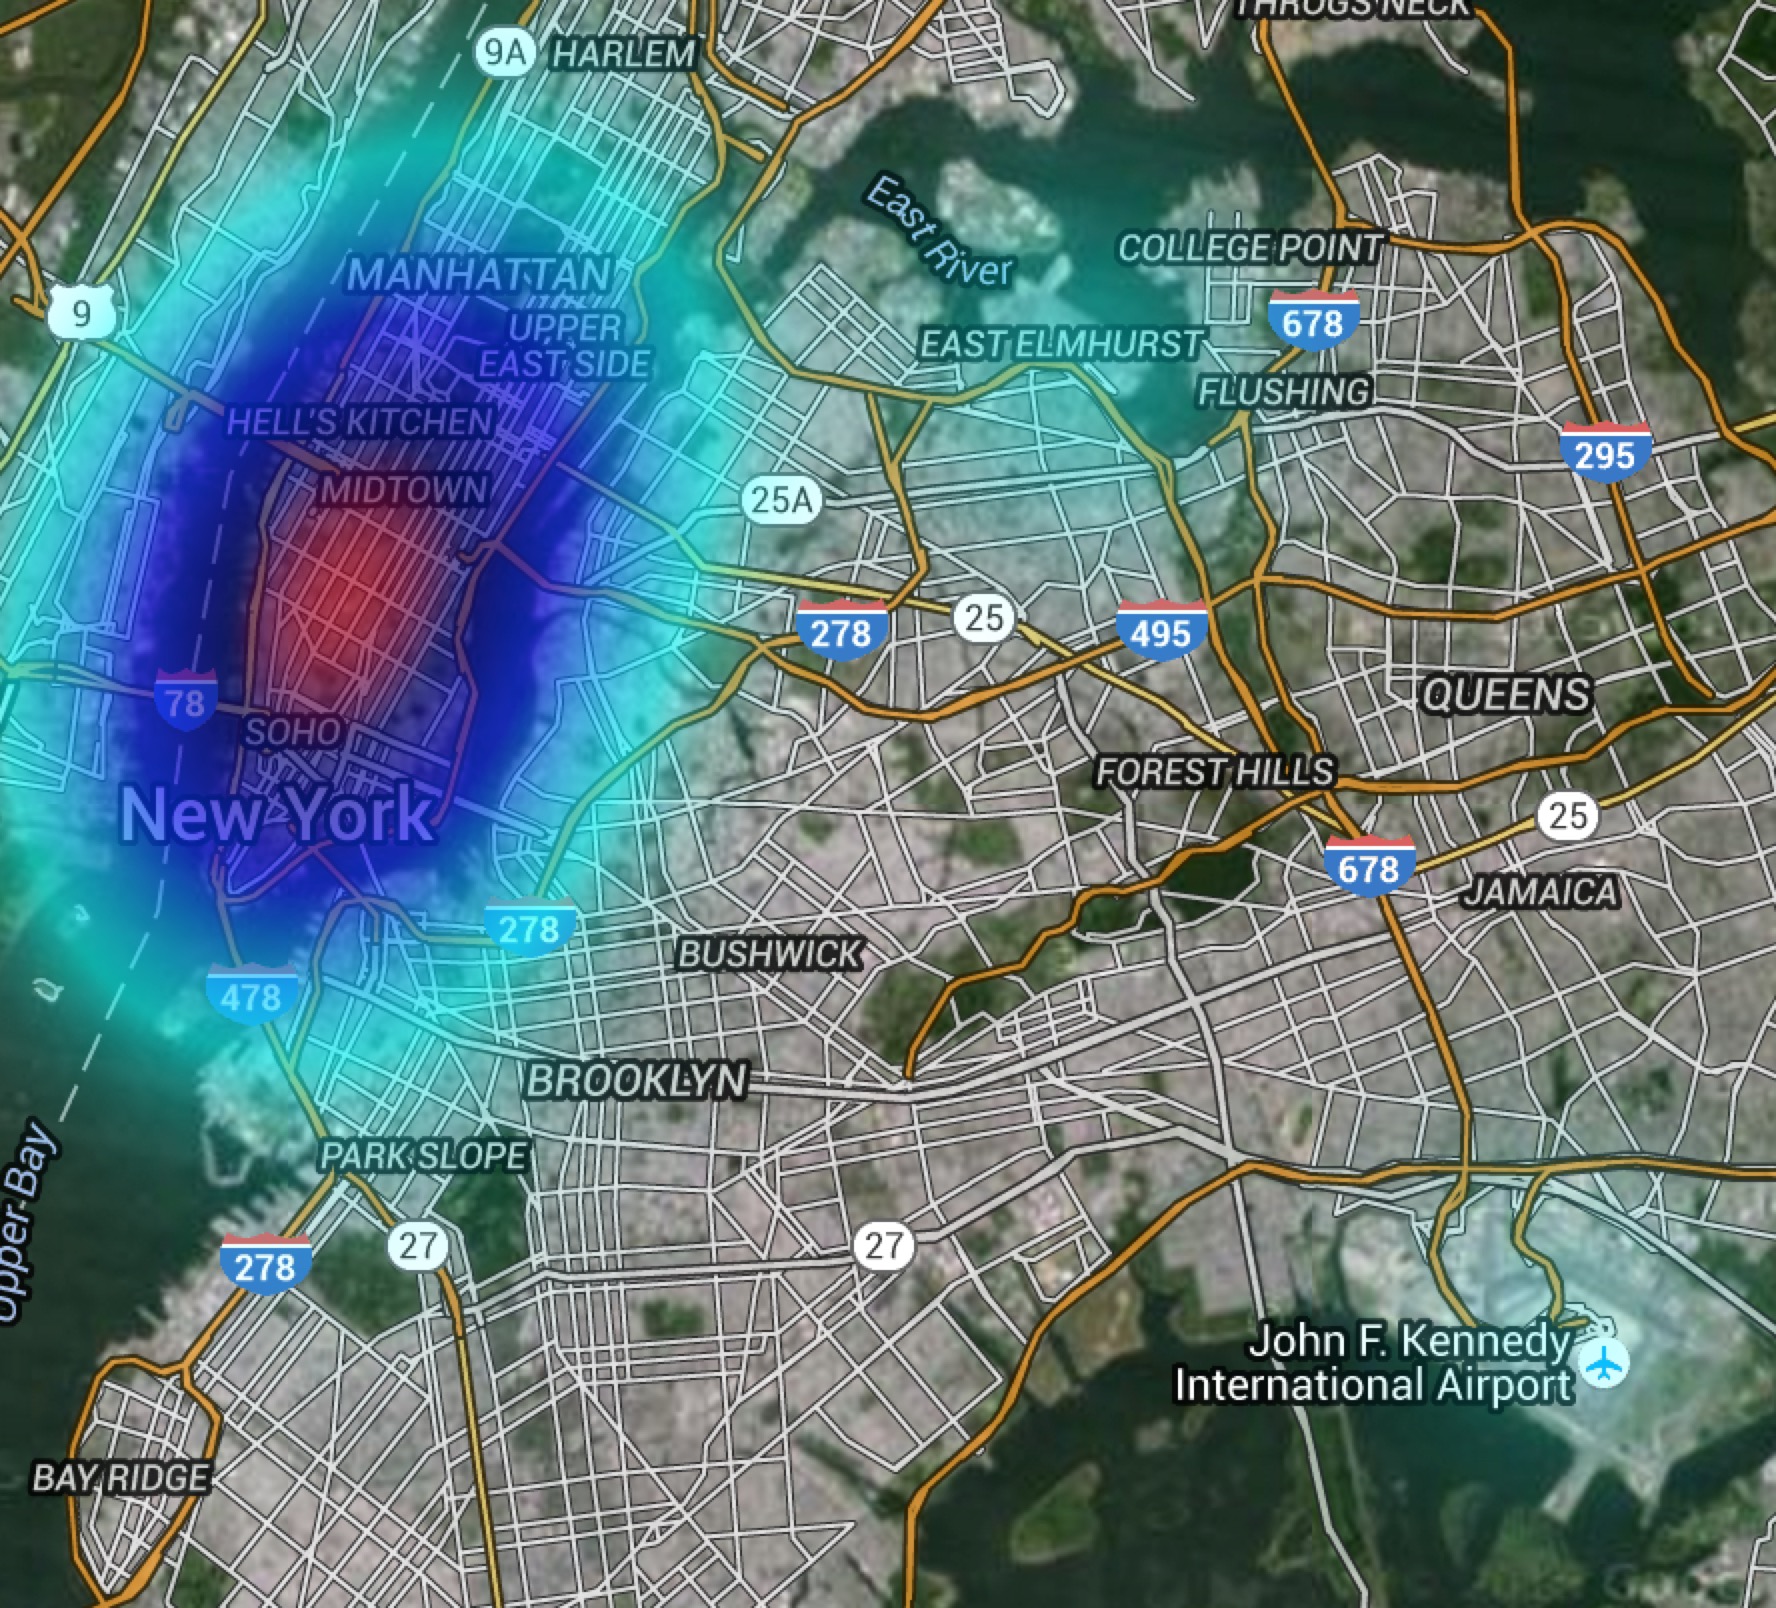 THROGS NECK
9A
HARLEM
East River
COLLEGE POINT
MANHATTAN
9
678
UPPER
EAST SIDE
EAST ELMHURST
FLUSHING
HELL'S KITCHEN
295
MIDTOWN
25A
25
278
495
78
QUEENS
SOHO
FOREST HILLS
New York
25
678
JAMAICA
278
BUSHWICK
478
BROOKLYN
PARK SLOPE
Upper Bay
278
27
27
John F. Kennedy
International Airport
BAY RIDGE